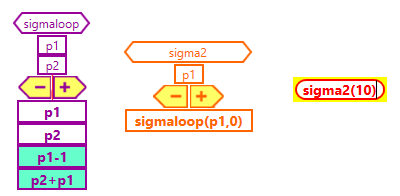 sigmaloop
p1
p2
− +
p1
p2
p1-1
p2+p1
sigma2
p1
− +
sigmaloop(p1,0)
sigma2(10)